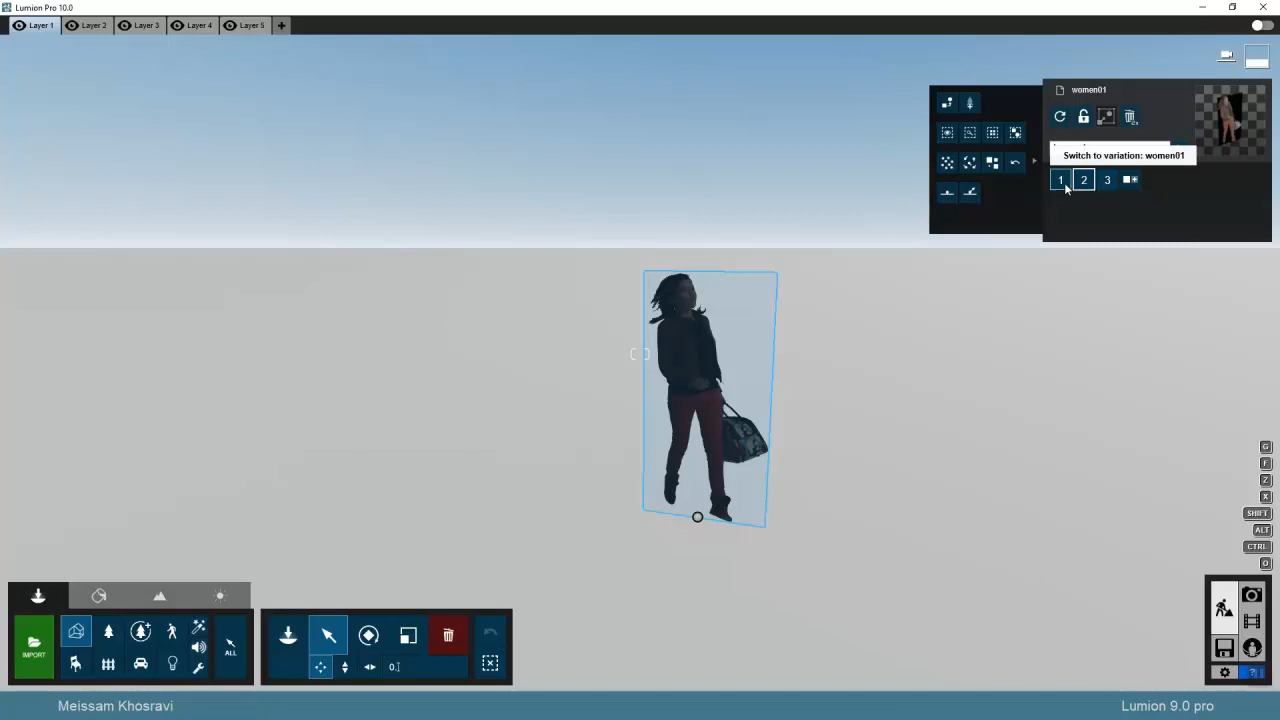 Lumion Pro 10.0
Layer 1
Layer 2
Layer 3
Layer 4
Layer 5
women01
Switch to variation: women01
1
2
3
G
F
Z
X
SHIFT
ALT
CTRL
O
IMPORT
ALL
0.
Meissam Khosravi
Lumion 9.0 pro